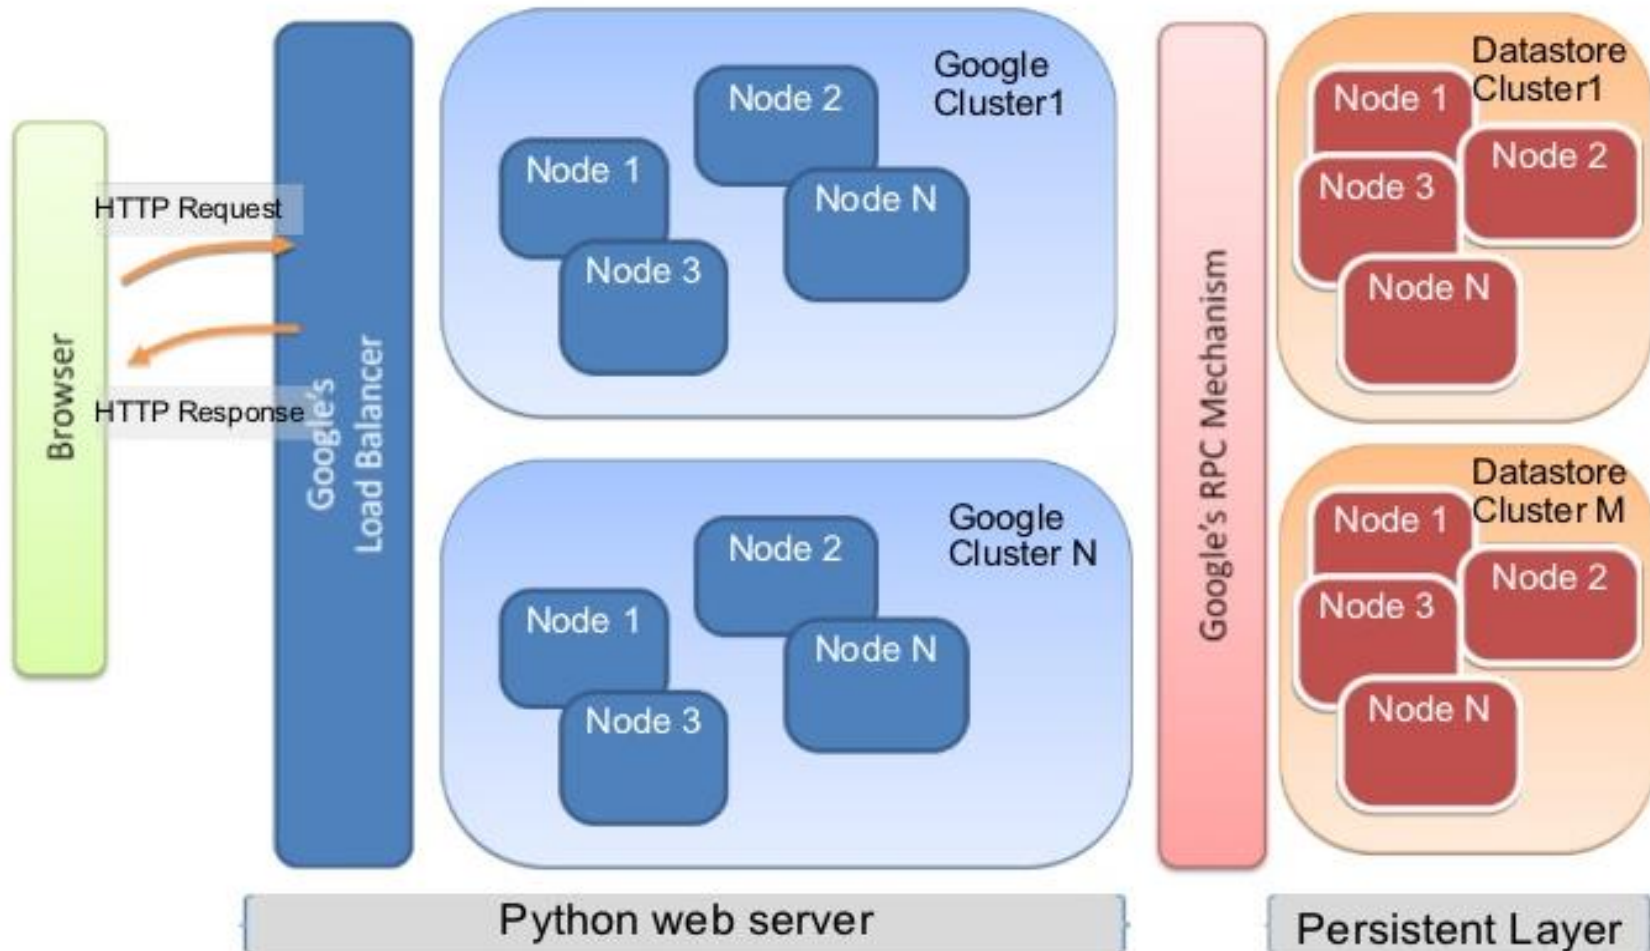 Browser
HTTP Request
HTTP Response
Google's
Load Balancer
Google
Cluster1
Node 1
Node 2
Node 3
Node N
Google
Cluster N
Node 1
Node 2
Node 3
Node N
Google's RPC Mechanism
Datastore
Cluster1
Node 1
Node 2
Node 3
Node N
Datastore
Cluster M
Node 1
Node 2
Node 3
Node N
Python web server
Persistent Layer